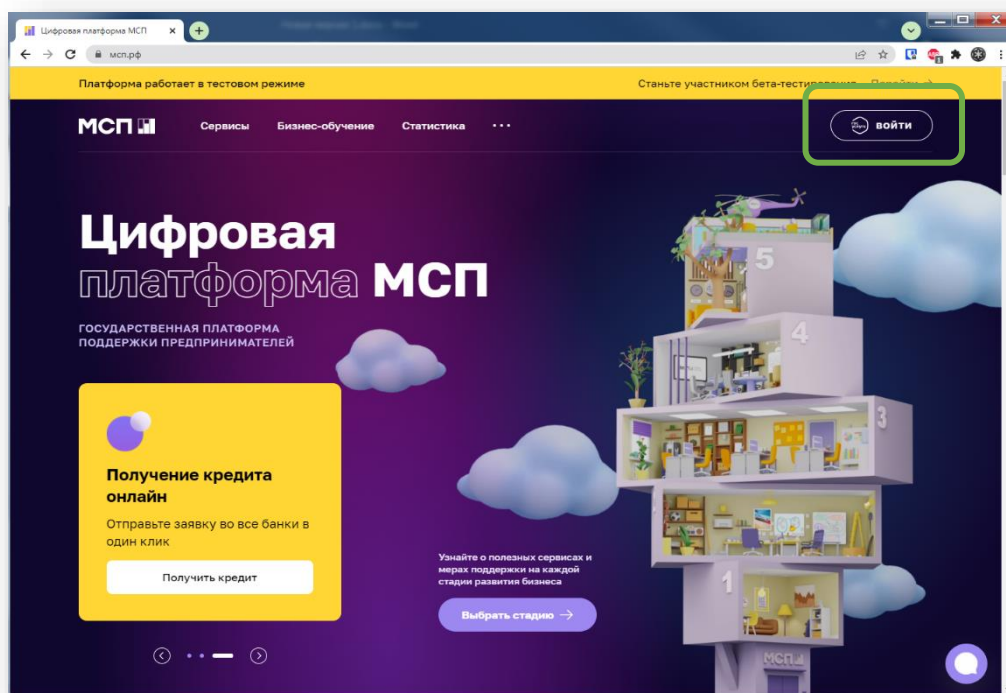 Цифровая платформа МСП
мсп.рф
Платформа работает в тестовом режиме
Станьте участником бета-тестирования Перейти →
МСП
Сервисы Бизнес-обучение Статистика ...
войти
Цифровая
платформа МСП
ГОСУДАРСТВЕННАЯ ПЛАТФОРМА
ПОДДЕРЖКИ ПРЕДПРИНИМАТЕЛЕЙ
5
4
3
Получение кредита
онлайн
Отправьте заявку во все банки в
один клик
Получить кредит
Узнайте о полезных сервисах и
мерах поддержки на каждой
стадии развития бизнеса
Выбрать стадию →
1
МСП